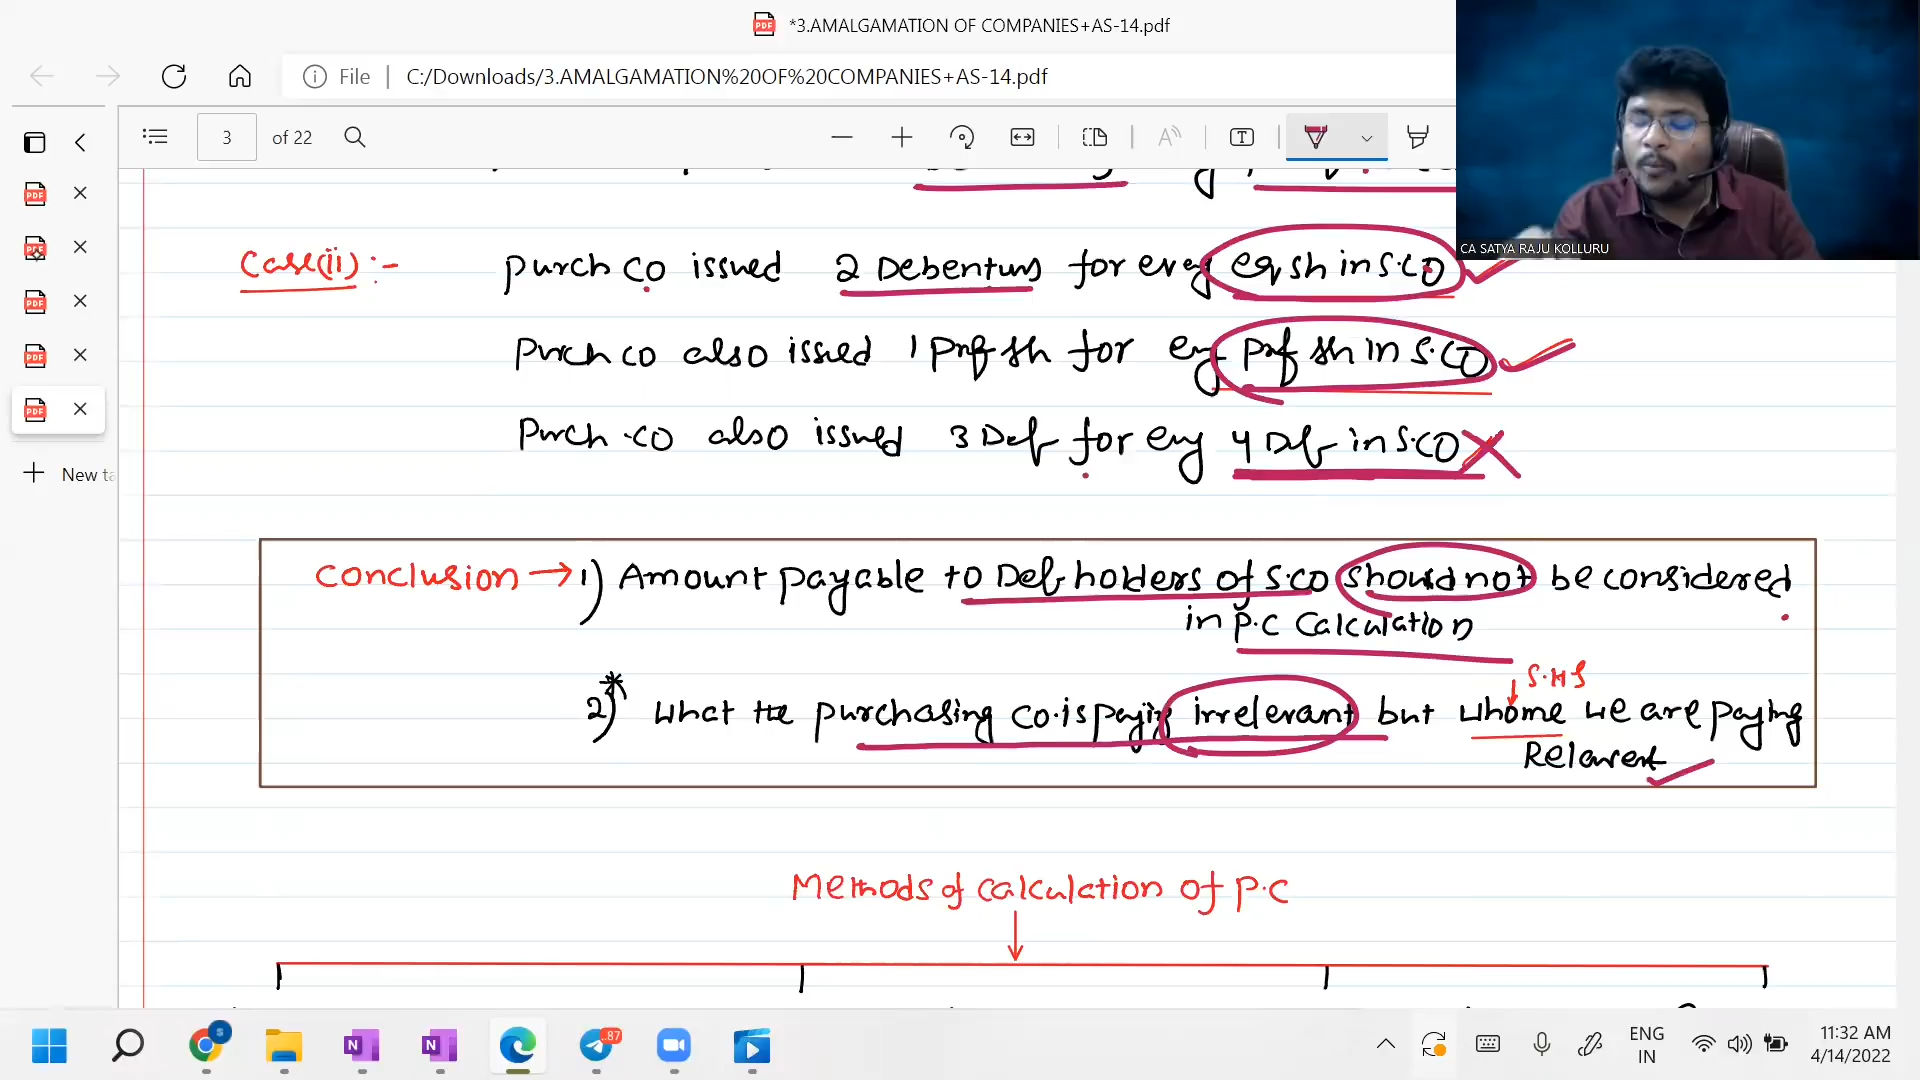 *3.AMALGAMATION OF COMPANIES+AS-14.pdf
File | C:/Downloads/3.AMALGAMATION%20OF%20COMPANIES+AS-14.pdf
3 of 22
CA SATYA RAJU KOLLURU
New ta
Case(ii) :-
purch co issued 2 Debenturs for every eq sh in S.CO
Purch co also issued 1 pref sh for ery pref sh in S.CO
Purch .co also issued 3 Deb for ery 4 Deb in S.CO
Conclusion → 1) Amount payable to Deb holders of S.CO should not be considered
in P.C Calculation
S.H'S
2)* What the purchasing co. is paying irrelevant but whome we are paying
Relavent
Methods of calculation of P.C
..87
ENG
IN
11:32 AM
4/14/2022